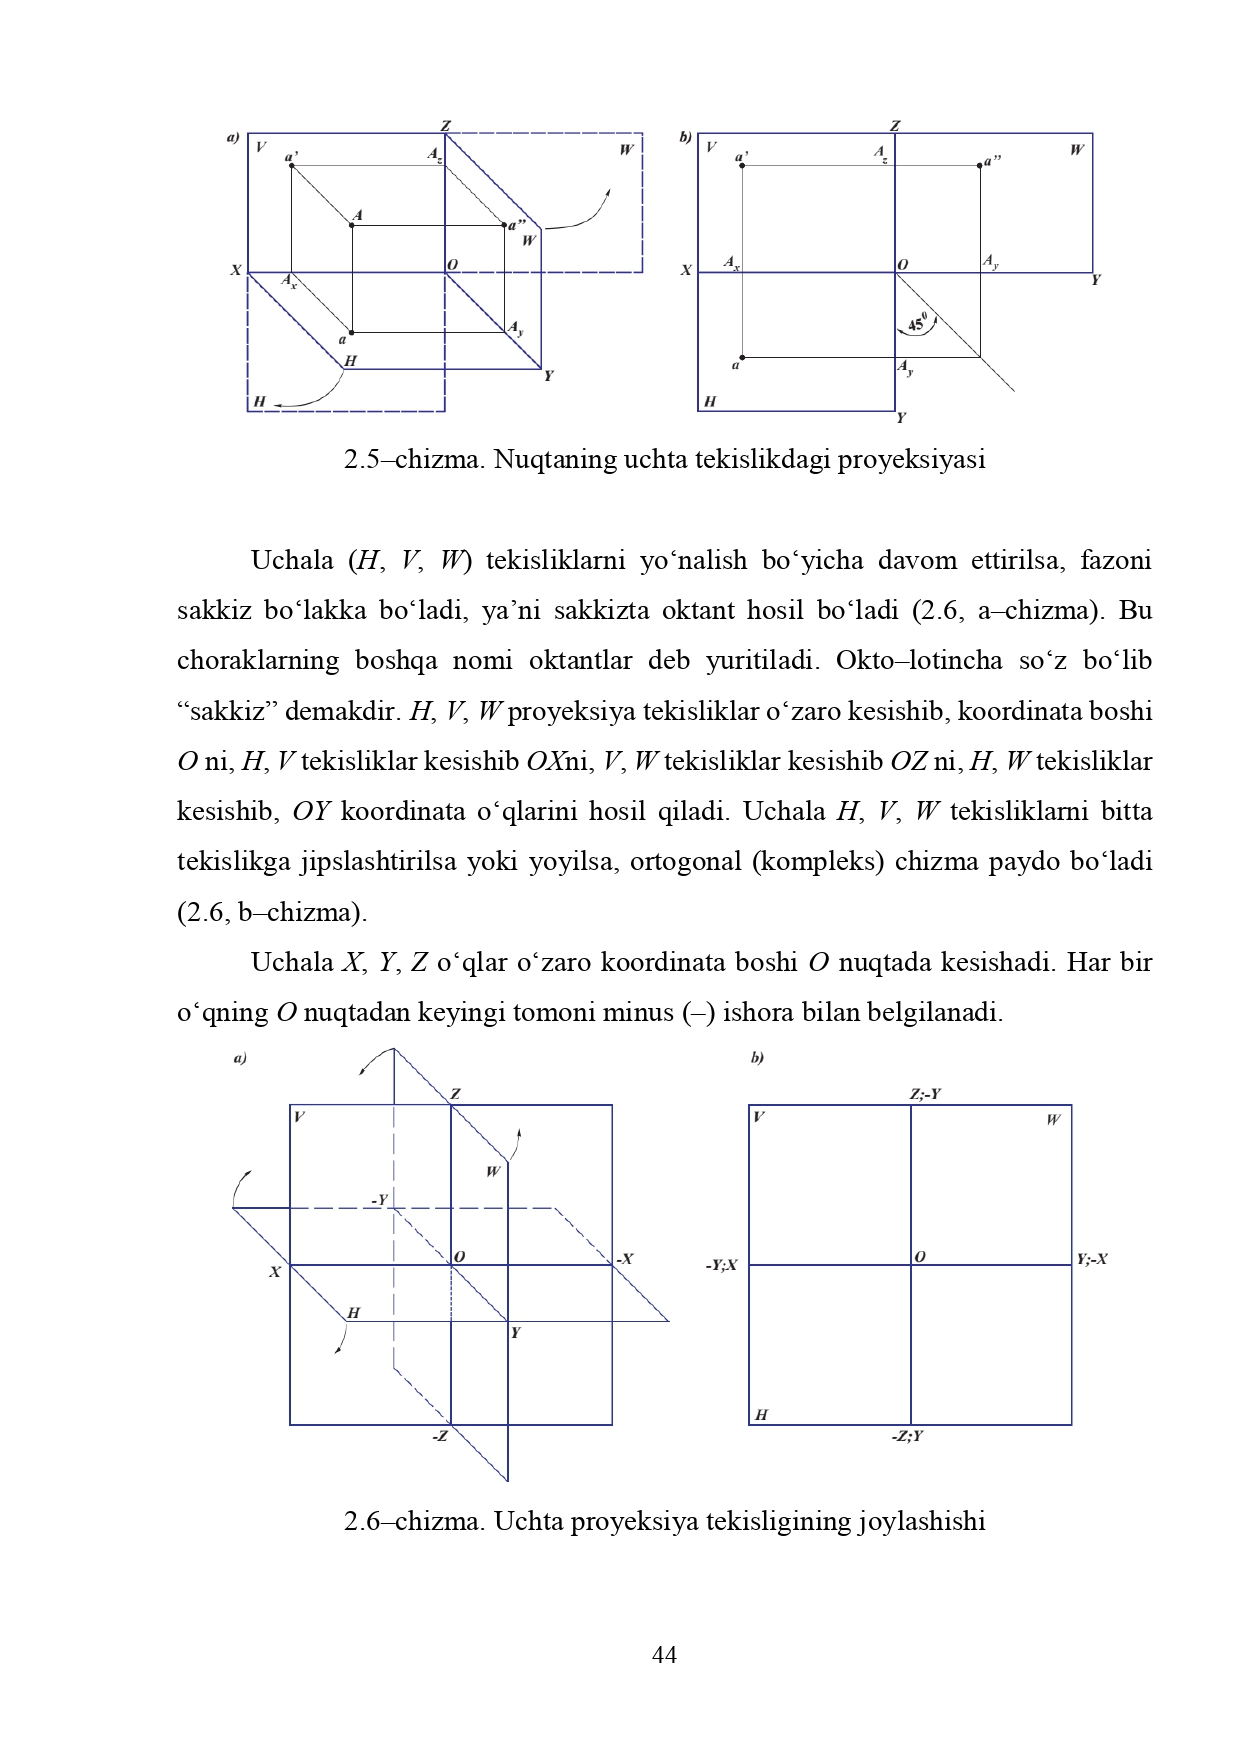 a)
V
a’
Z
A_z
W
A
a”
W
X
A_x
O
a
A_y
H
Y
H
b)
V
a’
Z
A_z
a”
W
X
A_x
O
A_y
Y
45⁰
a
A_y
H
Y
2.5–chizma. Nuqtaning uchta tekislikdagi proyeksiyasi
Uchala (H, V, W) tekisliklarni yo‘nalish bo‘yicha davom ettirilsa, fazoni
sakkiz bo‘lakka bo‘ladi, ya’ni sakkizta oktant hosil bo‘ladi (2.6, a–chizma). Bu
choraklarning boshqa nomi oktantlar deb yuritiladi. Okto–lotincha so‘z bo‘lib
“sakkiz” demakdir. H, V, W proyeksiya tekisliklar o‘zaro kesishib, koordinata boshi
O ni, H, V tekisliklar kesishib OXni, V, W tekisliklar kesishib OZ ni, H, W tekisliklar
kesishib, OY koordinata o‘qlarini hosil qiladi. Uchala H, V, W tekisliklarni bitta
tekislikga jipslashtirilsa yoki yoyilsa, ortogonal (kompleks) chizma paydo bo‘ladi
(2.6, b–chizma).
Uchala X, Y, Z o‘qlar o‘zaro koordinata boshi O nuqtada kesishadi. Har bir
o‘qning O nuqtadan keyingi tomoni minus (–) ishora bilan belgilanadi.
a)
Z
V
W
-Y
O
-X
X
H
Y
-Z
b)
Z;-Y
V
W
-Y;X
O
Y;-X
H
-Z;Y
2.6–chizma. Uchta proyeksiya tekisligining joylashishi
44